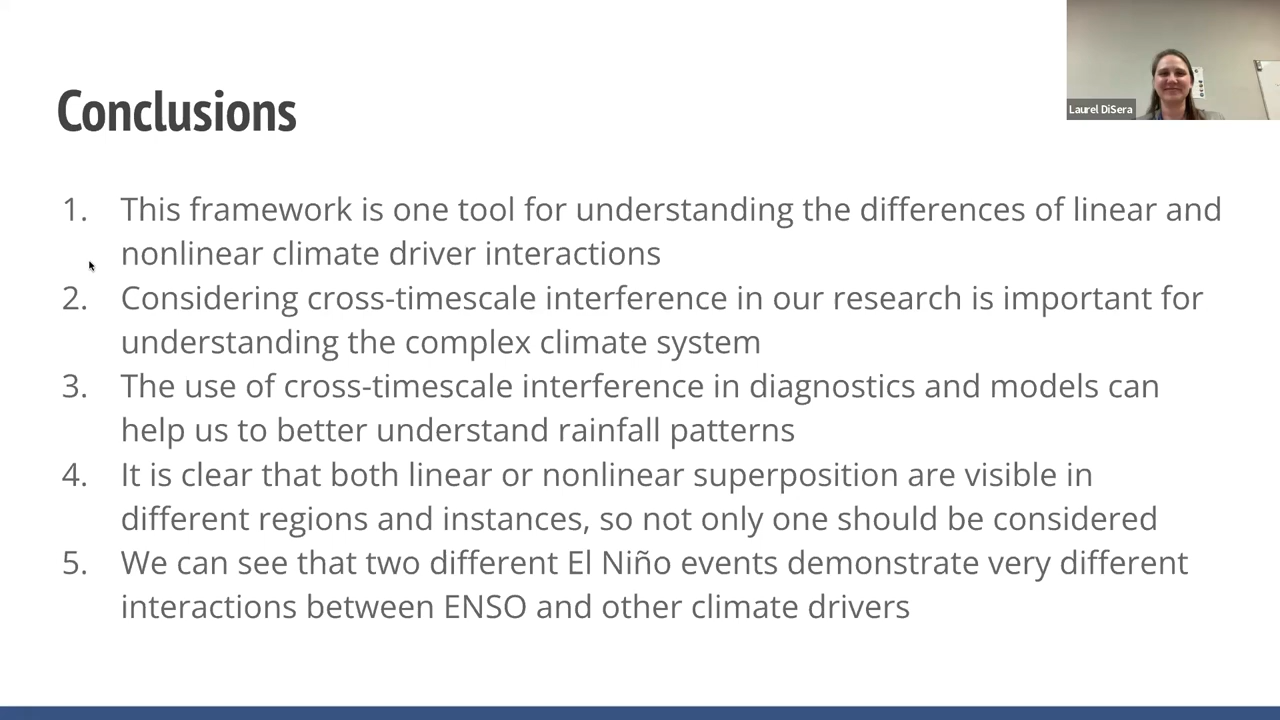 Laurel DiSera
Conclusions
1. This framework is one tool for understanding the differences of linear and
nonlinear climate driver interactions
2. Considering cross-timescale interference in our research is important for
understanding the complex climate system
3. The use of cross-timescale interference in diagnostics and models can
help us to better understand rainfall patterns
4. It is clear that both linear or nonlinear superposition are visible in
different regions and instances, so not only one should be considered
5. We can see that two different El Niño events demonstrate very different
interactions between ENSO and other climate drivers